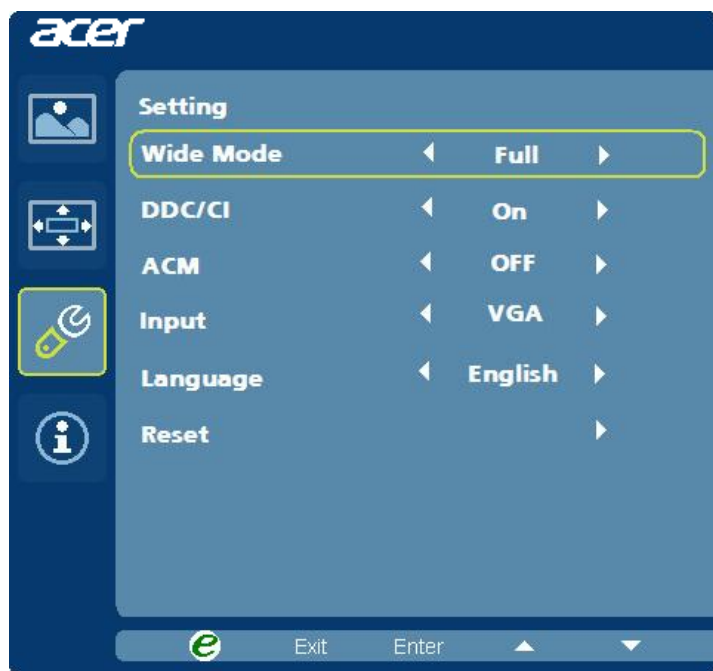 acer
Setting
Wide Mode Full
DDC/CI On
ACM OFF
Input VGA
Language English
Reset
e Exit Enter